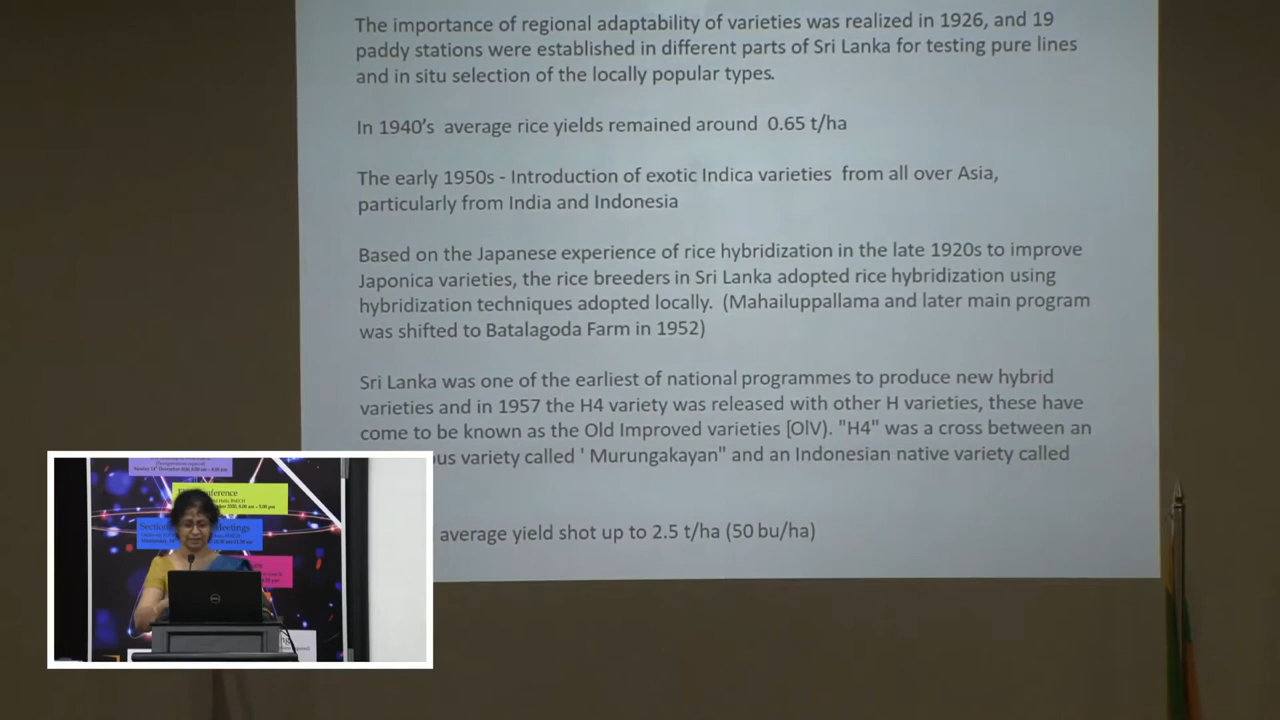 The importance of regional adaptability of varieties was realized in 1926, and 19
paddy stations were established in different parts of Sri Lanka for testing pure lines
and in situ selection of the locally popular types.
In 1940's average rice yields remained around 0.65 t/ha
The early 1950s - Introduction of exotic Indica varieties from all over Asia,
particularly from India and Indonesia
Based on the Japanese experience of rice hybridization in the late 1920s to improve
Japonica varieties, the rice breeders in Sri Lanka adopted rice hybridization using
hybridization techniques adopted locally. (Mahailuppallama and later main program
was shifted to Batalagoda Farm in 1952)
Sri Lanka was one of the earliest of national programmes to produce new hybrid
varieties and in 1957 the H4 variety was released with other H varieties, these have
come to be known as the Old Improved varieties [OlV). "H4" was a cross between an
us variety called ' Murungakayan" and an Indonesian native variety called
average yield shot up to 2.5 t/ha (50 bu/ha)